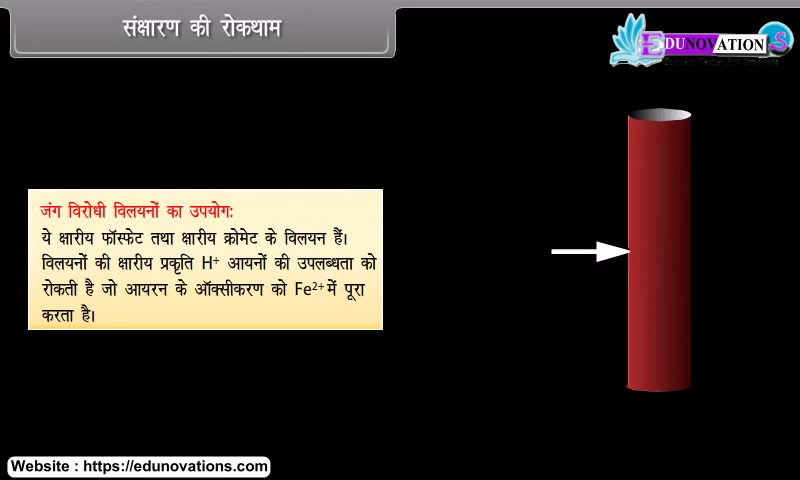 संक्षारण की रोकथाम
EDUNOVATION S
जंग विरोधी विलयनों का उपयोग:
ये क्षारीय फॉस्फेट तथा क्षारीय क्रोमेट के विलयन हैं।
विलयनों की क्षारीय प्रकृति H⁺ आयनों की उपलब्धता को
रोकती है जो आयरन के ऑक्सीकरण को Fe²⁺ में पूरा
करता है।
Website : https://edunovations.com